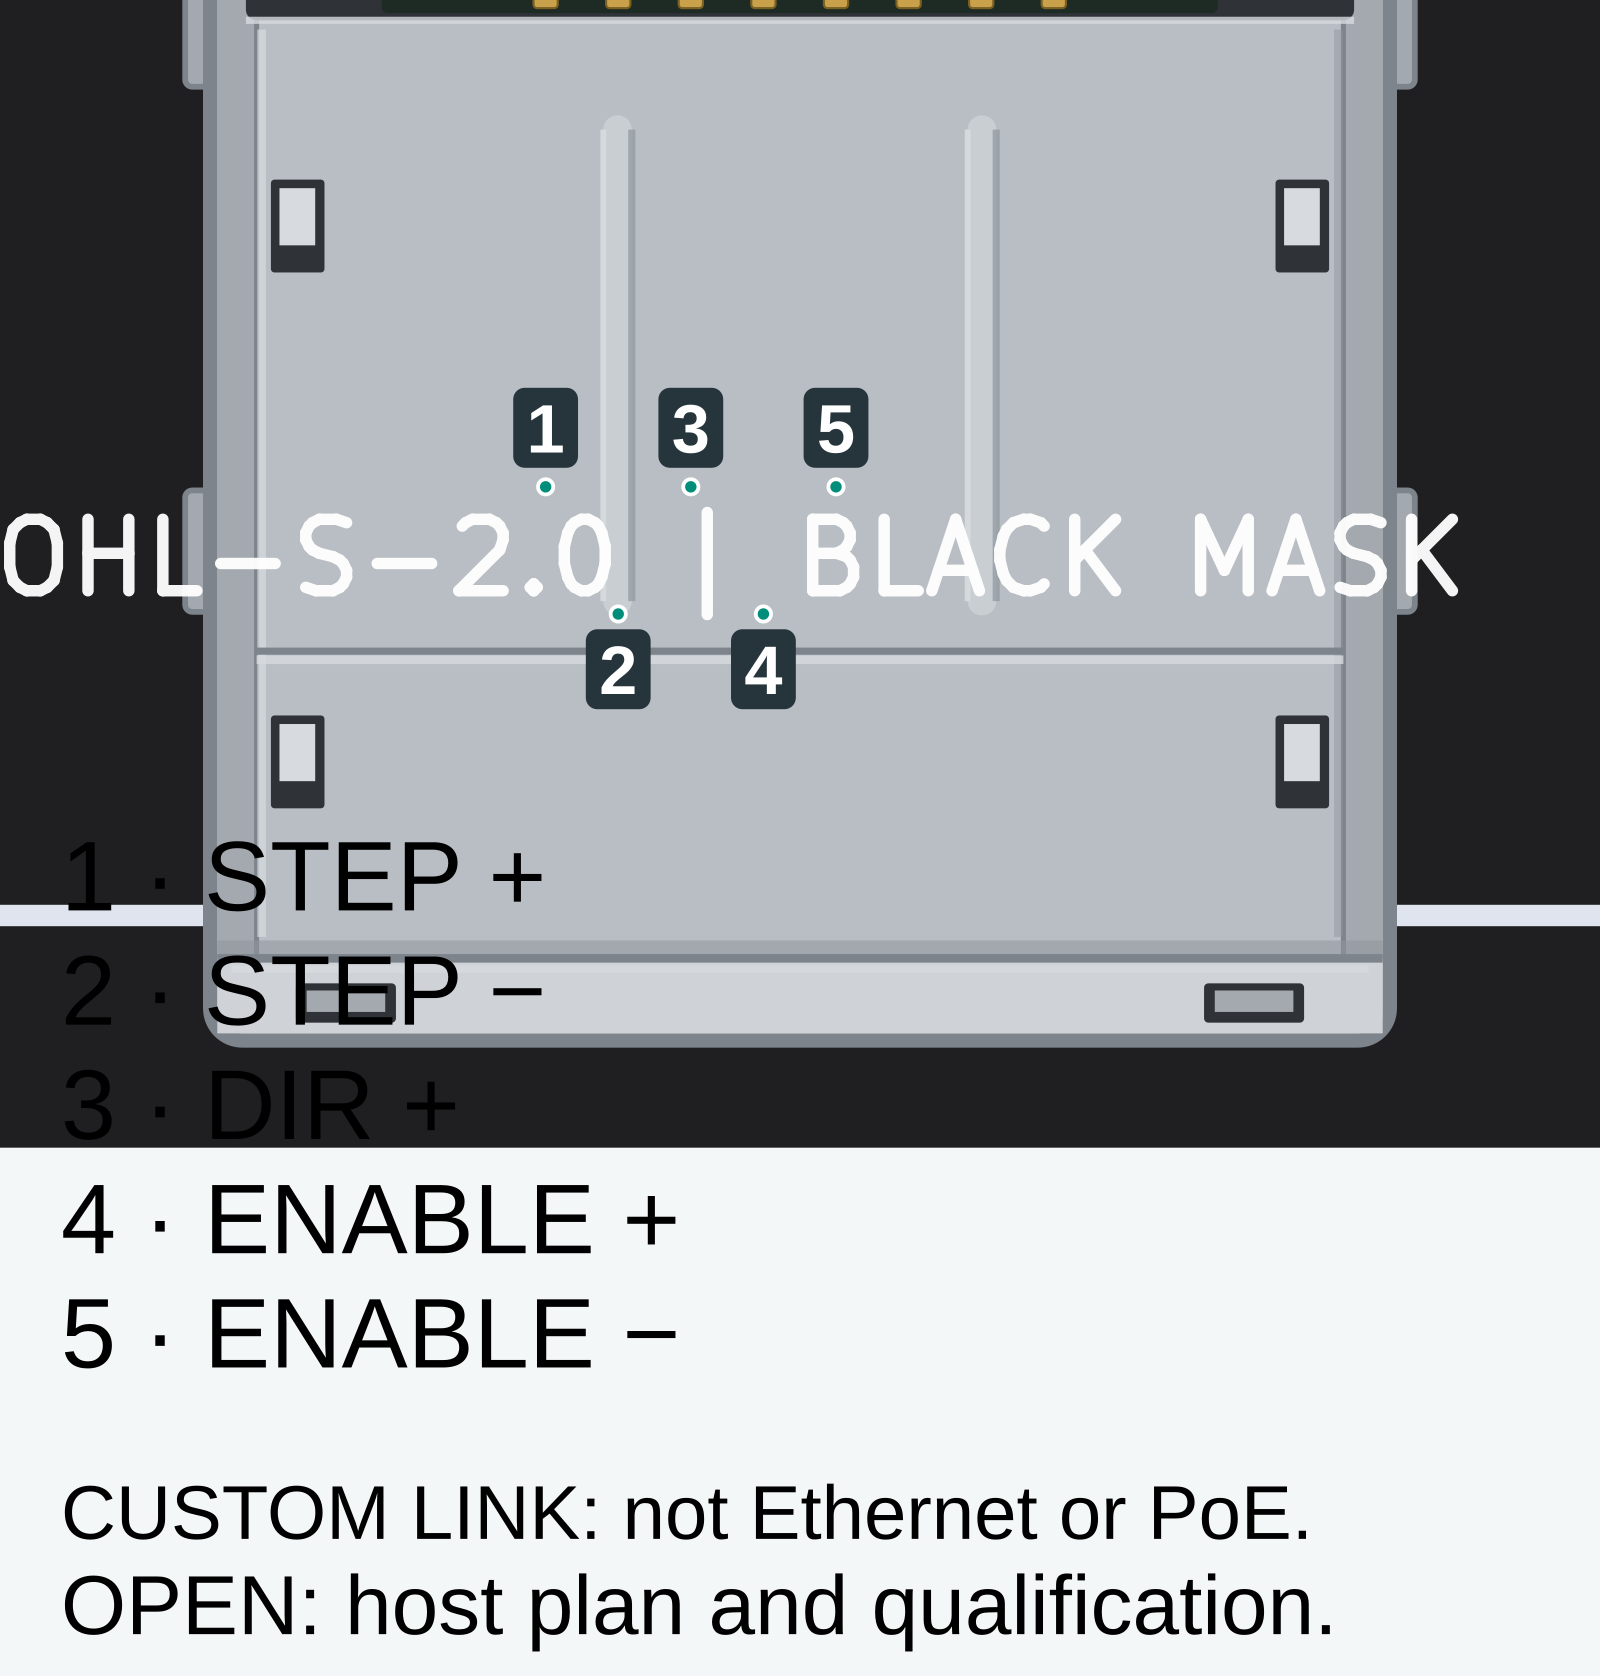 1 3 5
OHL-S-2.0 | BLACK MASK
2 4
1 · STEP +
2 · STEP −
3 · DIR +
4 · ENABLE +
5 · ENABLE −
CUSTOM LINK: not Ethernet or PoE.
OPEN: host plan and qualification.